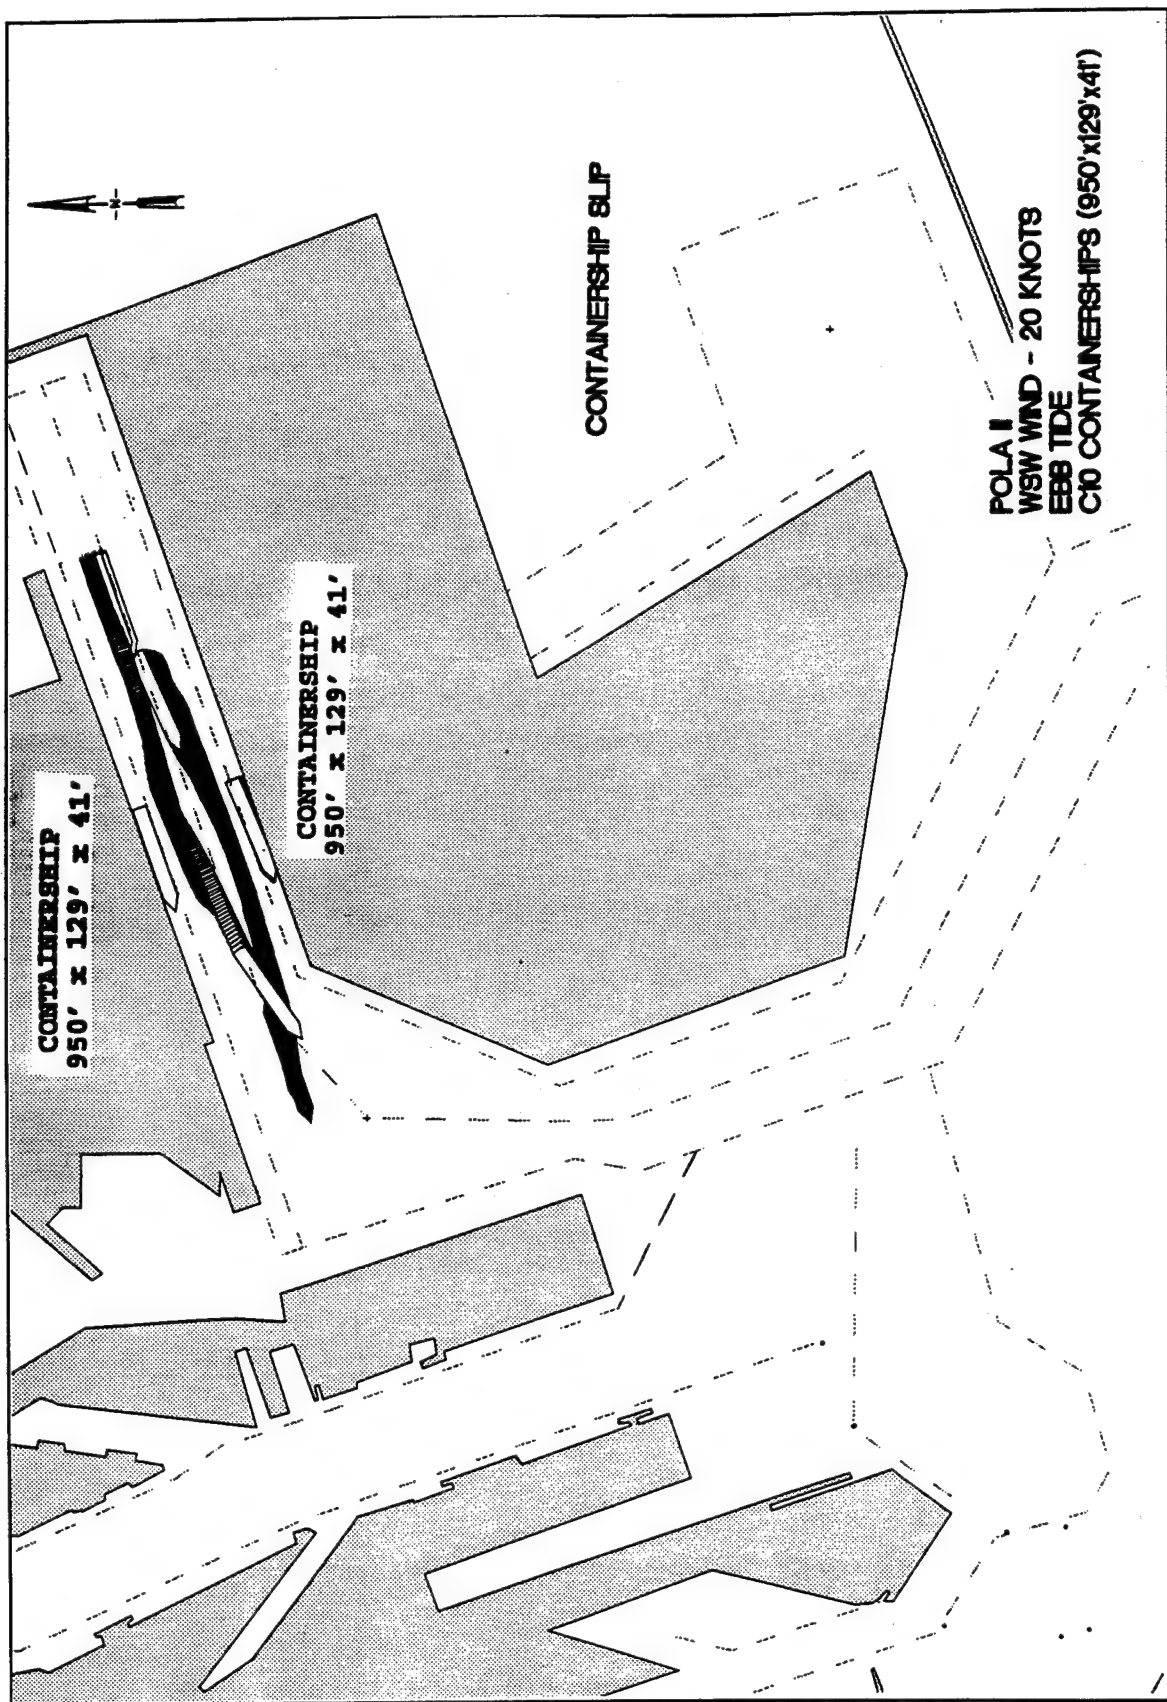 CONTAINERSHIP
950' x 129' x 41'
CONTAINERSHIP
950' x 129' x 41'
CONTAINERSHIP SLIP
POLA II
WSW WIND - 20 KNOTS
EBB TIDE
C10 CONTAINERSHIPS (950'x129'x41')
N